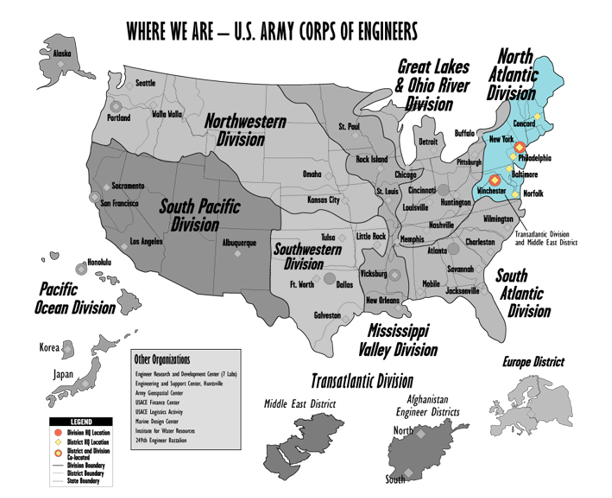 WHERE WE ARE – U.S. ARMY CORPS OF ENGINEERS
Alaska
Seattle
Portland
Walla Walla
Northwestern
Division
Omaha
Kansas City
Great Lakes
& Ohio River
Division
St. Paul
Rock Island
Chicago
Detroit
Buffalo
Pittsburgh
St. Louis
Cincinnati
Louisville
Huntington
Nashville
North
Atlantic
Division
Concord
New York
Philadelphia
Baltimore
Winchester
Norfolk
Transatlantic Division
and Middle East District
Sacramento
San Francisco
South Pacific
Division
Los Angeles
Albuquerque
Southwestern
Division
Tulsa
Little Rock
Ft. Worth
Dallas
Galveston
Memphis
Vicksburg
New Orleans
Mississippi
Valley Division
Wilmington
Atlanta
Charleston
Savannah
Mobile
Jacksonville
South
Atlantic
Division
Honolulu
Pacific
Ocean Division
Korea
Japan
LEGEND
Division HQ Location
District HQ Location
District and Division
Co-located
Division Boundary
District Boundary
State Boundary
Other Organizations
Engineer Research and Development Center (7 Labs)
Engineering and Support Center, Huntsville
Army Geospatial Center
USACE Finance Center
USACE Logistics Activity
Marine Design Center
Institute for Water Resources
249th Engineer Battalion
Transatlantic Division
Middle East District
Afghanistan
Engineer Districts
North
South
Europe District